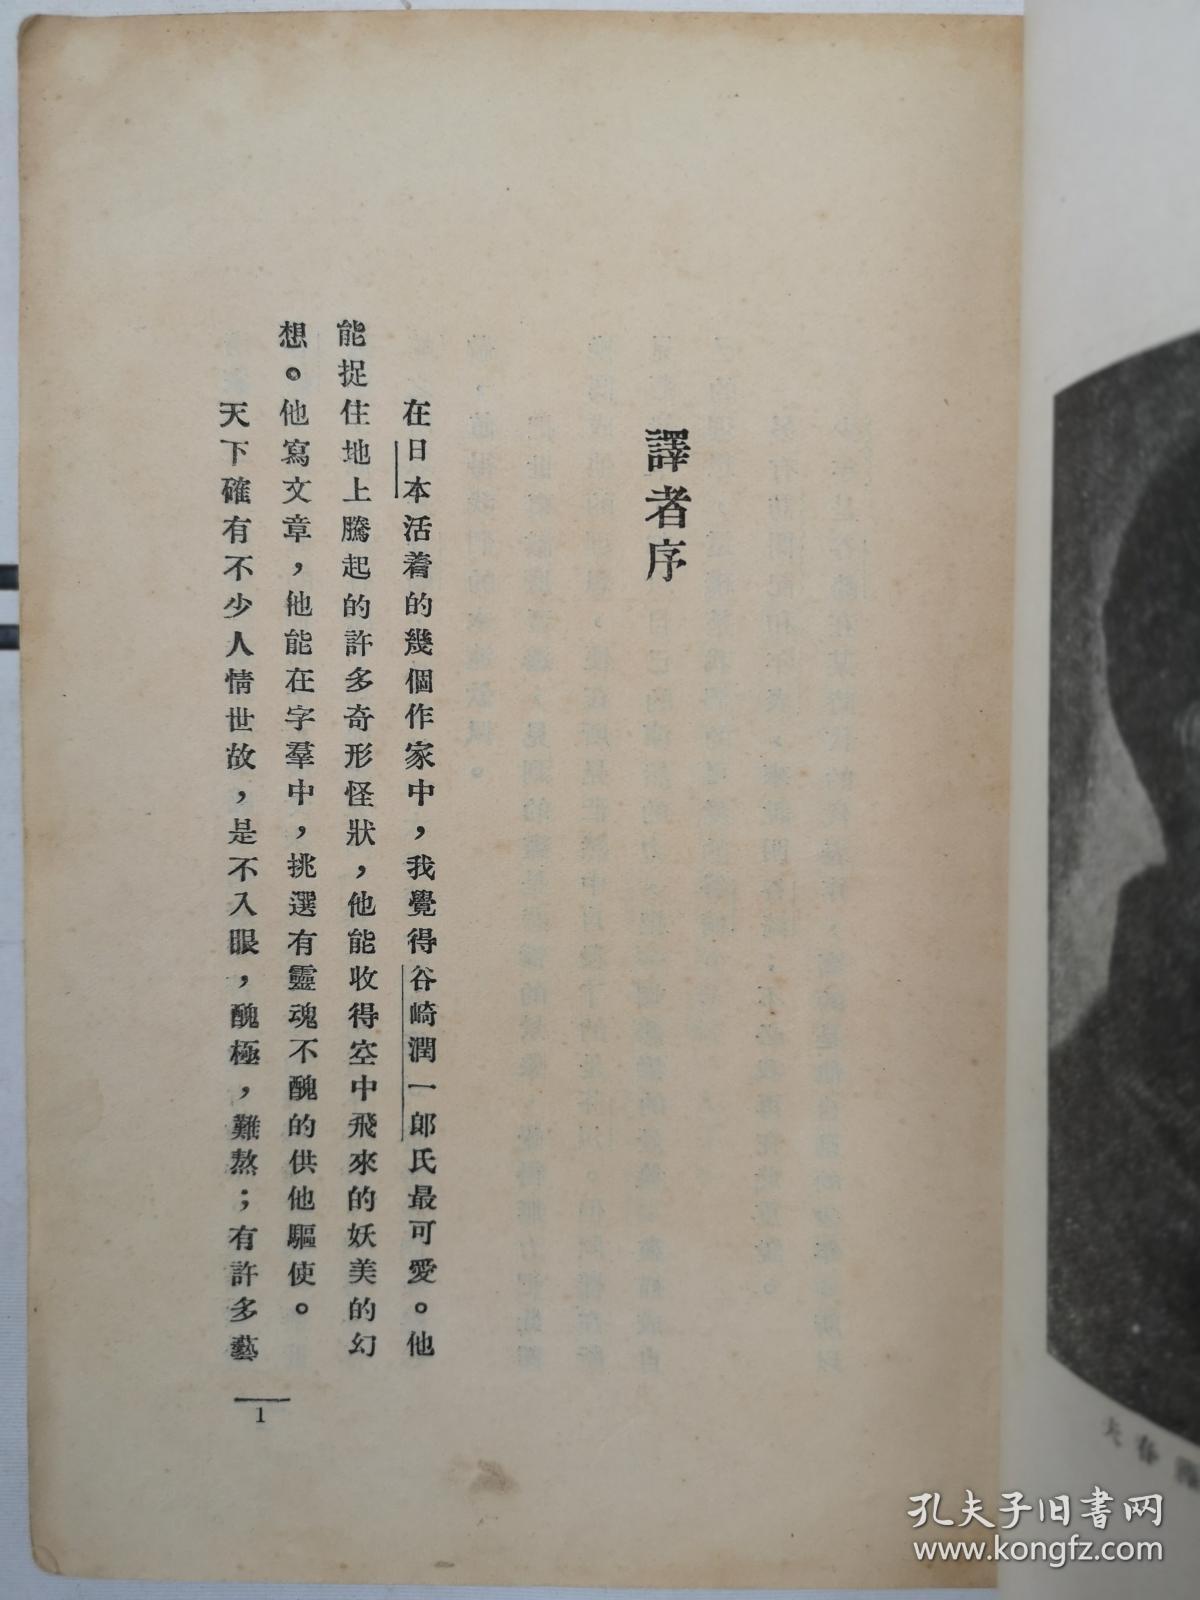 譯者序
在日本活着的幾個作家中，我覺得谷崎潤一郎氏最可愛。他
能捉住地上騰起的許多奇形怪狀，他能收得空中飛來的妖美的幻
想。他寫文章，他能在字羣中，挑選有靈魂不醜的供他驅使。
天下確有不少人情世故，是不入眼，醜極，難熬；有許多藝
1
夫春
孔夫子旧书网
www.kongfz.com